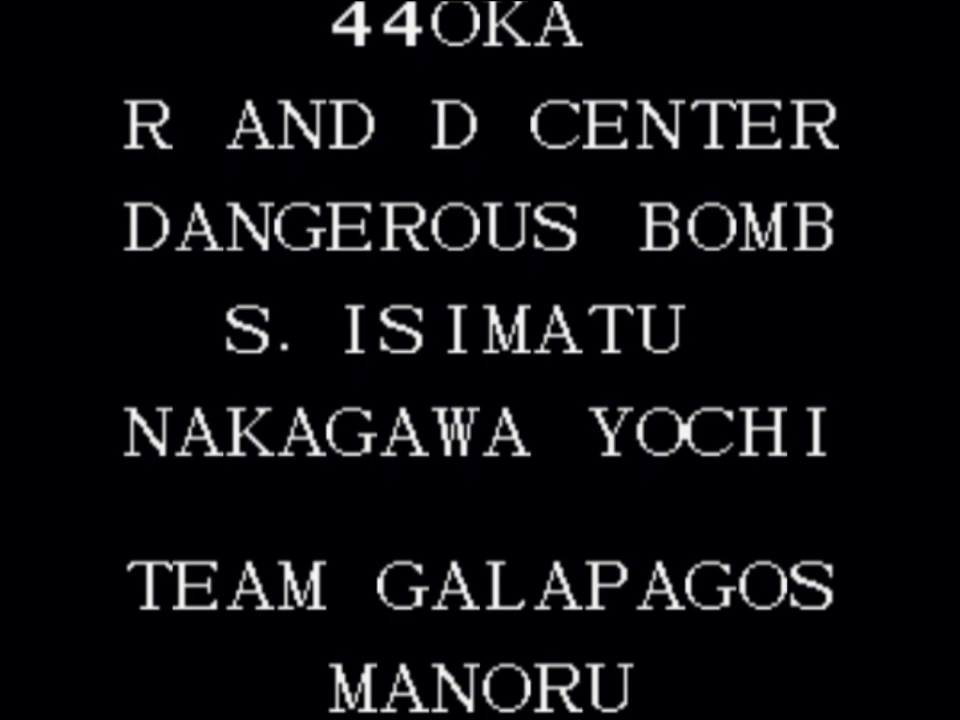 44OKA
R AND D CENTER
DANGEROUS BOMB
S. ISIMATU
NAKAGAWA YOCHI
TEAM GALAPAGOS
MANORU